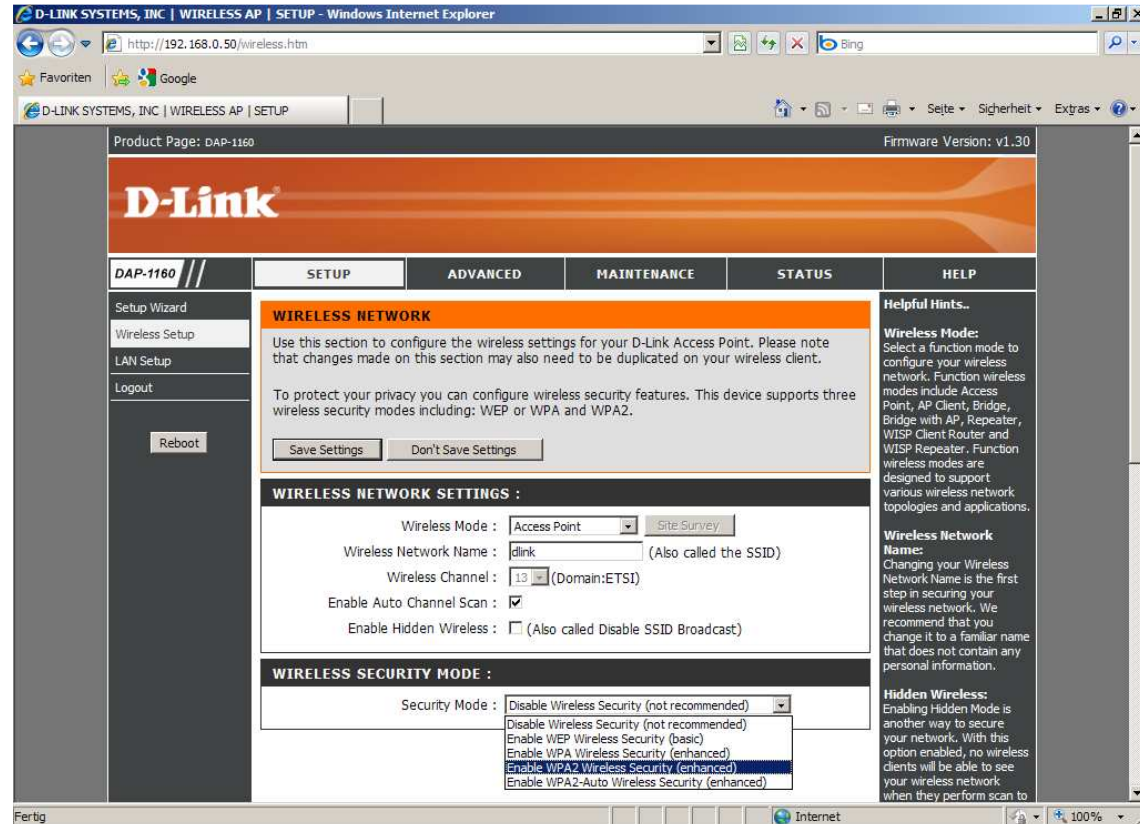 D-LINK SYSTEMS, INC | WIRELESS AP | SETUP - Windows Internet Explorer
http://192.168.0.50/wireless.htm
Bing
Favoriten
Google
D-LINK SYSTEMS, INC | WIRELESS AP | SETUP
Seite
Sicherheit
Extras
Product Page: DAP-1160
Firmware Version: v1.30
D-Link
DAP-1160
SETUP
ADVANCED
MAINTENANCE
STATUS
HELP
Setup Wizard
Wireless Setup
LAN Setup
Logout
Reboot
WIRELESS NETWORK
Use this section to configure the wireless settings for your D-Link Access Point. Please note
that changes made on this section may also need to be duplicated on your wireless client.
To protect your privacy you can configure wireless security features. This device supports three
wireless security modes including: WEP or WPA and WPA2.
Save Settings
Don't Save Settings
WIRELESS NETWORK SETTINGS :
Wireless Mode : Access Point Site Survey
Wireless Network Name : dlink (Also called the SSID)
Wireless Channel : 13 (Domain:ETSI)
Enable Auto Channel Scan :
Enable Hidden Wireless : (Also called Disable SSID Broadcast)
WIRELESS SECURITY MODE :
Security Mode : Disable Wireless Security (not recommended)
Disable Wireless Security (not recommended)
Enable WEP Wireless Security (basic)
Enable WPA Wireless Security (enhanced)
Enable WPA2 Wireless Security (enhanced)
Enable WPA2-Auto Wireless Security (enhanced)
Helpful Hints..
Wireless Mode:
Select a function mode to
configure your wireless
network. Function wireless
modes include Access
Point, AP Client, Bridge,
Bridge with AP, Repeater,
WISP Client Router and
WISP Repeater. Function
wireless modes are
designed to support
various wireless network
topologies and applications.
Wireless Network
Name:
Changing your Wireless
Network Name is the first
step in securing your
wireless network. We
recommend that you
change it to a familiar name
that does not contain any
personal information.
Hidden Wireless:
Enabling Hidden Mode is
another way to secure
your network. With this
option enabled, no wireless
clients will be able to see
your wireless network
when they perform scan to
Fertig
Internet
100%